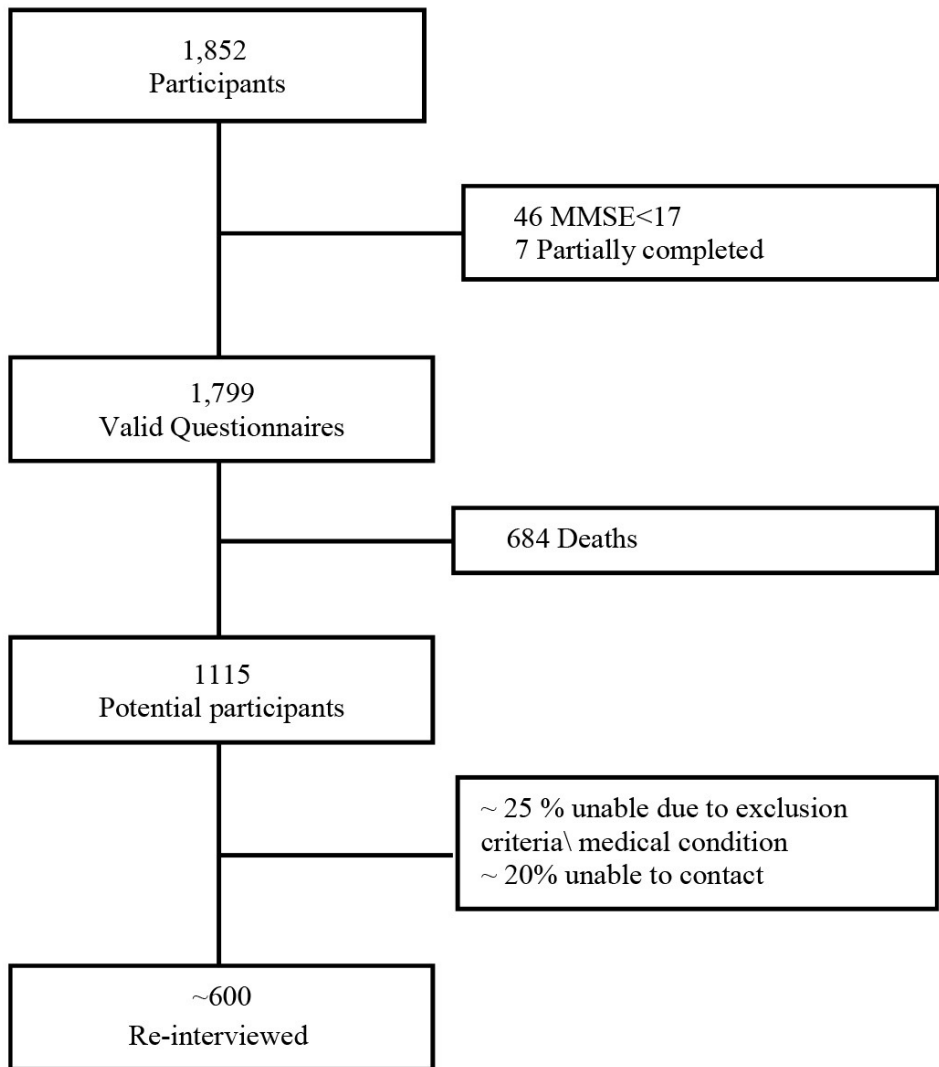 1,852
Participants
46 MMSE<17
7 Partially completed
1,799
Valid Questionnaires
684 Deaths
1115
Potential participants
~ 25 % unable due to exclusion
criteria\ medical condition
~ 20% unable to contact
~600
Re-interviewed